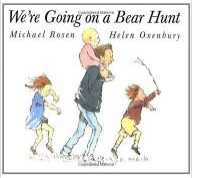 We're Going on a Bear Hunt
Michael Rosen Helen Oxenbury